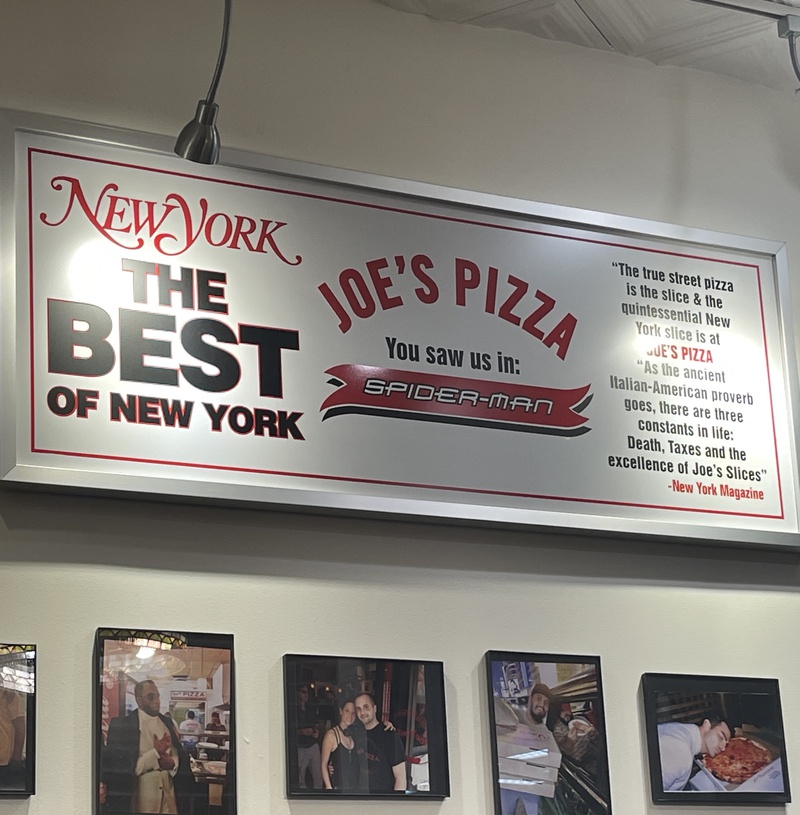 NEW YORK
THE
BEST
OF NEW YORK
JOE'S PIZZA
You saw us in:
SPIDER-MAN
"The true street pizza
is the slice & the
quintessential New
York slice is at
JOE'S PIZZA
"As the ancient
Italian-American proverb
goes, there are three
constants in life:
Death, Taxes and the
excellence of Joe's Slices"
-New York Magazine
PIZZA